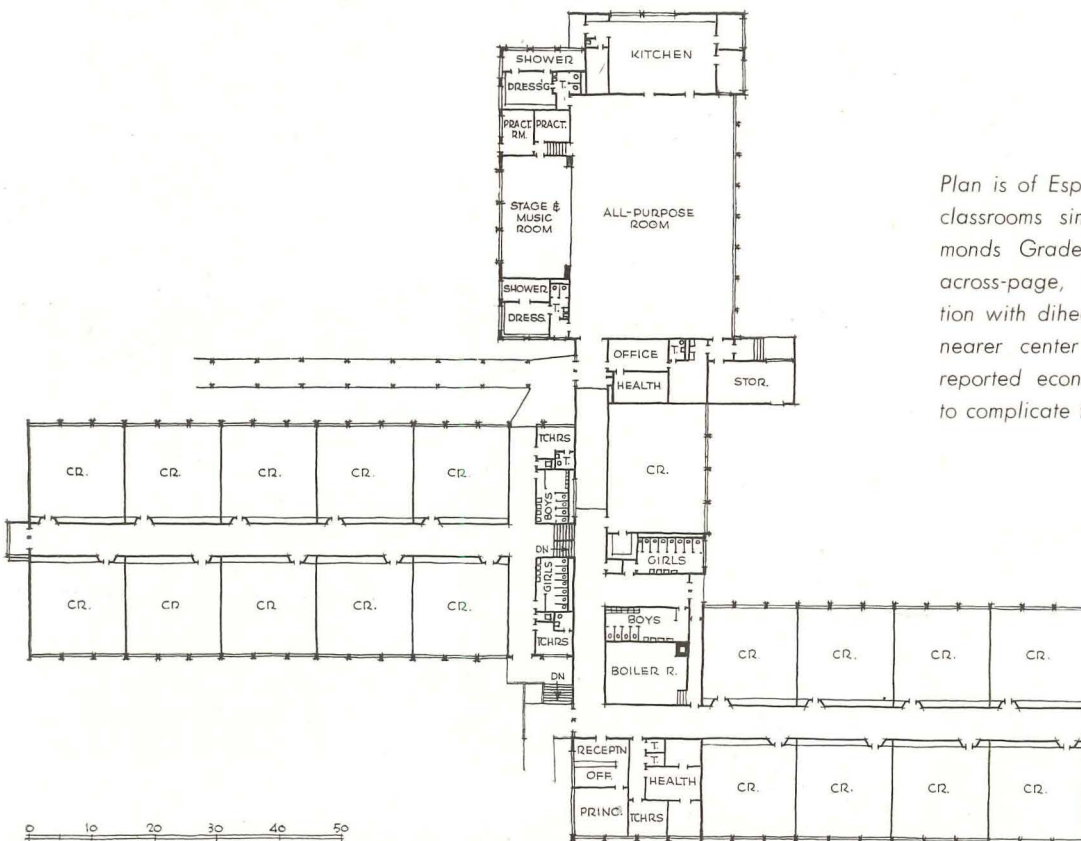 KITCHEN
SHOWER
DRESS'G
T.
PRACT. RM.
PRACT.
STAGE &
MUSIC
ROOM
ALL-PURPOSE
ROOM
SHOWER
DRESS.
T.
OFFICE
T.
HEALTH
STOR.
Plan is of Esp
classrooms sin
monds Grade
across-page,
tion with dihe
nearer center
reported econ
to complicate
TCHRS
T.
CR.
CR.
CR.
CR.
CR.
CR.
BOYS
DN
GIRLS
GIRLS
CR.
CR.
CR.
CR.
CR.
TCHRS
BOYS
BOILER R.
DN
CR.
CR.
CR.
CR.
RECEPT'N
T.
T.
OFF.
HEALTH
PRINC.
TCHRS
CR.
CR.
CR.
CR.
0 10 20 30 40 50